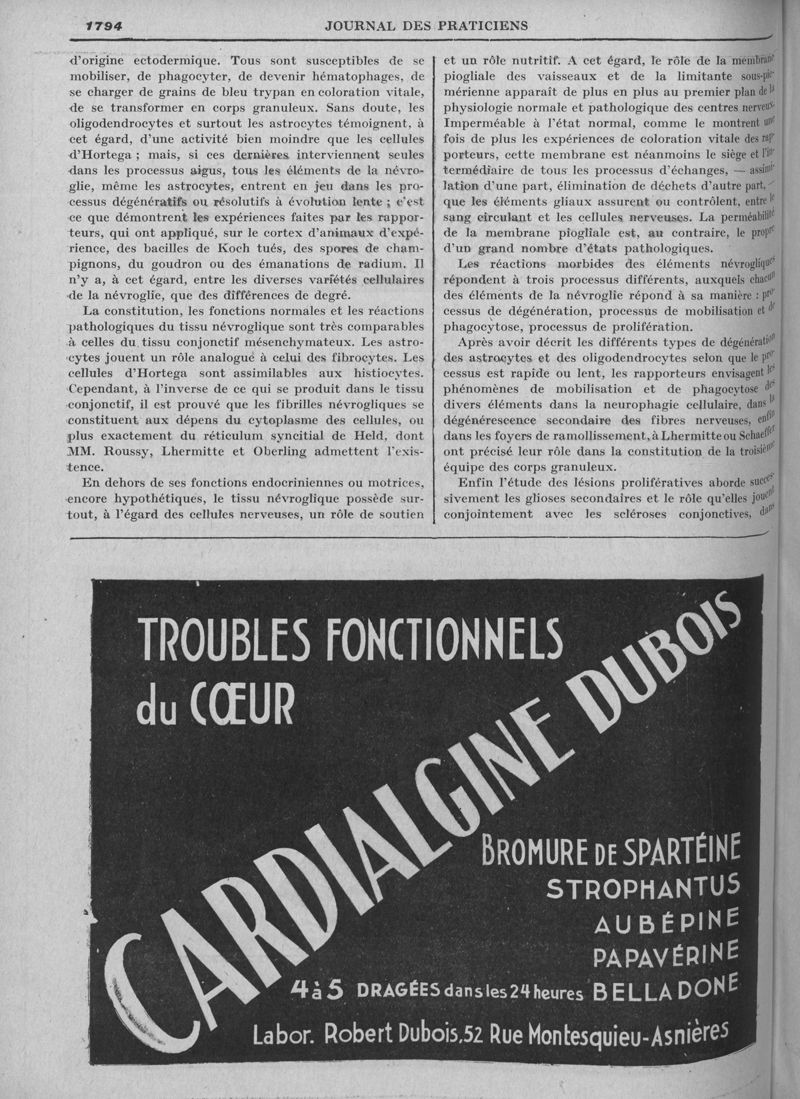 1794 JOURNAL DES PRATICIENS
d'origine ectodermique. Tous sont susceptibles de se
mobiliser, de phagocyter, de devenir hématophages, de
se charger de grains de bleu trypan en coloration vitale,
de se transformer en corps granuleux. Sans doute, les
oligodendrocytes et surtout les astrocytes témoignent, à
cet égard, d'une activité bien moindre que les cellules
d'Hortega ; mais, si ces dernières interviennent seules
dans les processus aigus, tous les éléments de la névro-
glie, même les astrocytes, entrent en jeu dans les pro-
cessus dégénératifs ou résolutifs à évolution lente ; c'est
ce que démontrent les expériences faites par les rappor-
teurs, qui ont appliqué, sur le cortex d'animaux d'expé-
rience, des bacilles de Koch tués, des spores de cham-
pignons, du goudron ou des émanations de radium. Il
n'y a, à cet égard, entre les diverses variétés cellulaires
de la névroglie, que des différences de degré.
La constitution, les fonctions normales et les réactions
pathologiques du tissu névroglique sont très comparables
à celles du tissu conjonctif mésenchymateux. Les astro-
cytes jouent un rôle analogue à celui des fibrocytes. Les
cellules d'Hortega sont assimilables aux histiocytes.
Cependant, à l'inverse de ce qui se produit dans le tissu
conjonctif, il est prouvé que les fibrilles névrogliques se
constituent aux dépens du cytoplasme des cellules, ou
plus exactement du réticulum syncitial de Held, dont
MM. Roussy, Lhermitte et Oberling admettent l'exis-
tence.
En dehors de ses fonctions endocriniennes ou motrices,
encore hypothétiques, le tissu névroglique possède sur-
tout, à l'égard des cellules nerveuses, un rôle de soutien
et un rôle nutritif. A cet égard, le rôle de la membrane
piogliale des vaisseaux et de la limitante sous-pie-
mérienne apparaît de plus en plus au premier plan de la
physiologie normale et pathologique des centres nerveux.
Imperméable à l'état normal, comme le montrent une
fois de plus les expériences de coloration vitale des rap-
porteurs, cette membrane est néanmoins le siège et l'in-
termédiaire de tous les processus d'échanges, — assimi-
lation d'une part, élimination de déchets d'autre part, —
que les éléments gliaux assurent ou contrôlent, entre le
sang circulant et les cellules nerveuses. La perméabilité
de la membrane piogliale est, au contraire, le propre
d'un grand nombre d'états pathologiques.
Les réactions morbides des éléments névrogliques
répondent à trois processus différents, auxquels chacun
des éléments de la névroglie répond à sa manière : pro-
cessus de dégénération, processus de mobilisation et de
phagocytose, processus de prolifération.
Après avoir décrit les différents types de dégénération
des astrocytes et des oligodendrocytes selon que le pro-
cessus est rapide ou lent, les rapporteurs envisagent les
phénomènes de mobilisation et de phagocytose des
divers éléments dans la neurophagie cellulaire, dans la
dégénérescence secondaire des fibres nerveuses, enfin
dans les foyers de ramollissement, à Lhermitte ou Schaeffer
ont précisé leur rôle dans la constitution de la troisième
équipe des corps granuleux.
Enfin l'étude des lésions prolifératives aborde succes-
sivement les glioses secondaires et le rôle qu'elles jouent
conjointement avec les scléroses conjonctives, dans
TROUBLES FONCTIONNELS
du CŒUR
CARDIALGINE DUBOIS
BROMURE DE SPARTÉINE
STROPHANTUS
AUBÉPINE
PAPAVÉRINE
4 à 5 DRAGÉES dans les 24 heures BELLADONE
Labor. Robert Dubois, 52 Rue Montesquieu-Asnières